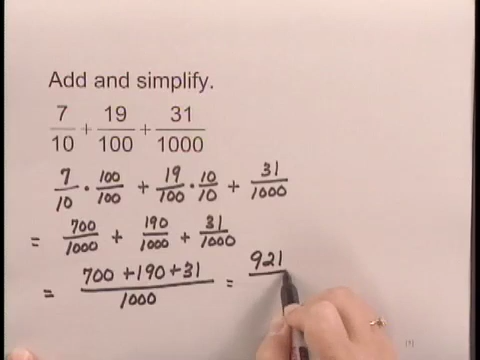 Add and simplify.
7/10 + 19/100 + 31/1000
7/10 · 100/100 + 19/100 · 10/10 + 31/1000
= 700/1000 + 190/1000 + 31/1000
= 700 + 190 + 31/1000 = 921